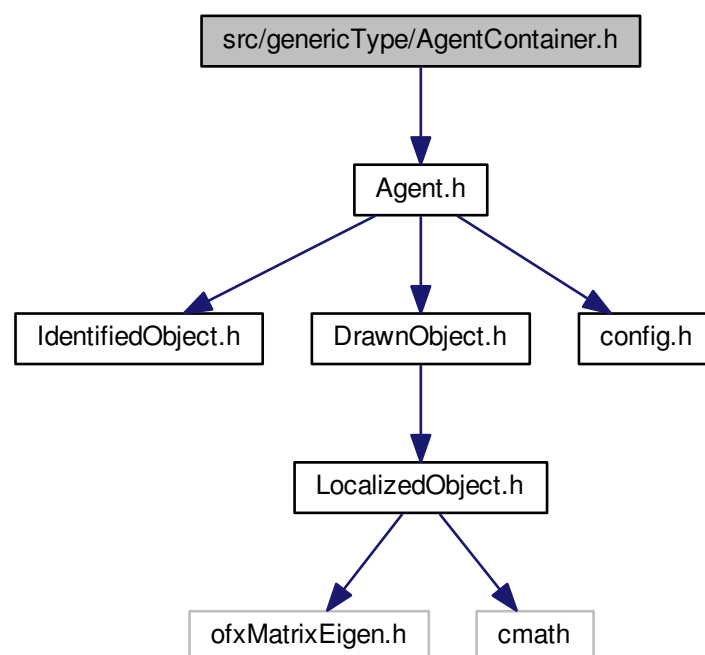 src/genericType/AgentContainer.h
Agent.h
IdentifiedObject.h
DrawnObject.h
config.h
LocalizedObject.h
ofxMatrixEigen.h
cmath